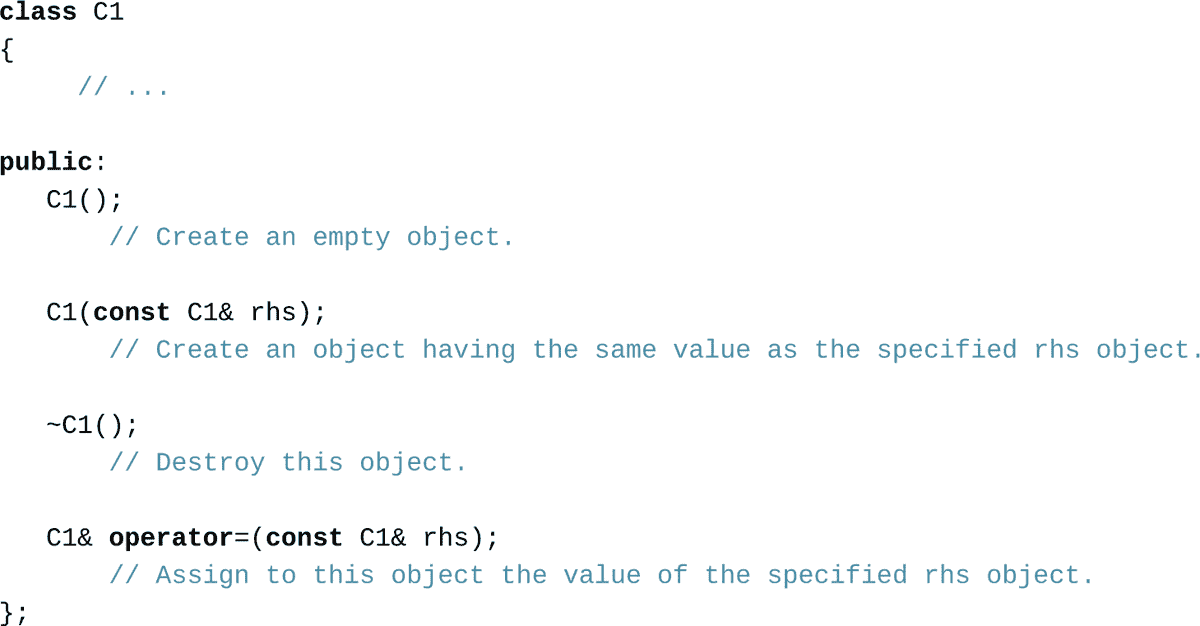 class C1
{
     // ...

public:
   C1();
       // Create an empty object.

   C1(const C1& rhs);
       // Create an object having the same value as the specified rhs object.

   ~C1();
       // Destroy this object.

   C1& operator=(const C1& rhs);
       // Assign to this object the value of the specified rhs object.
};